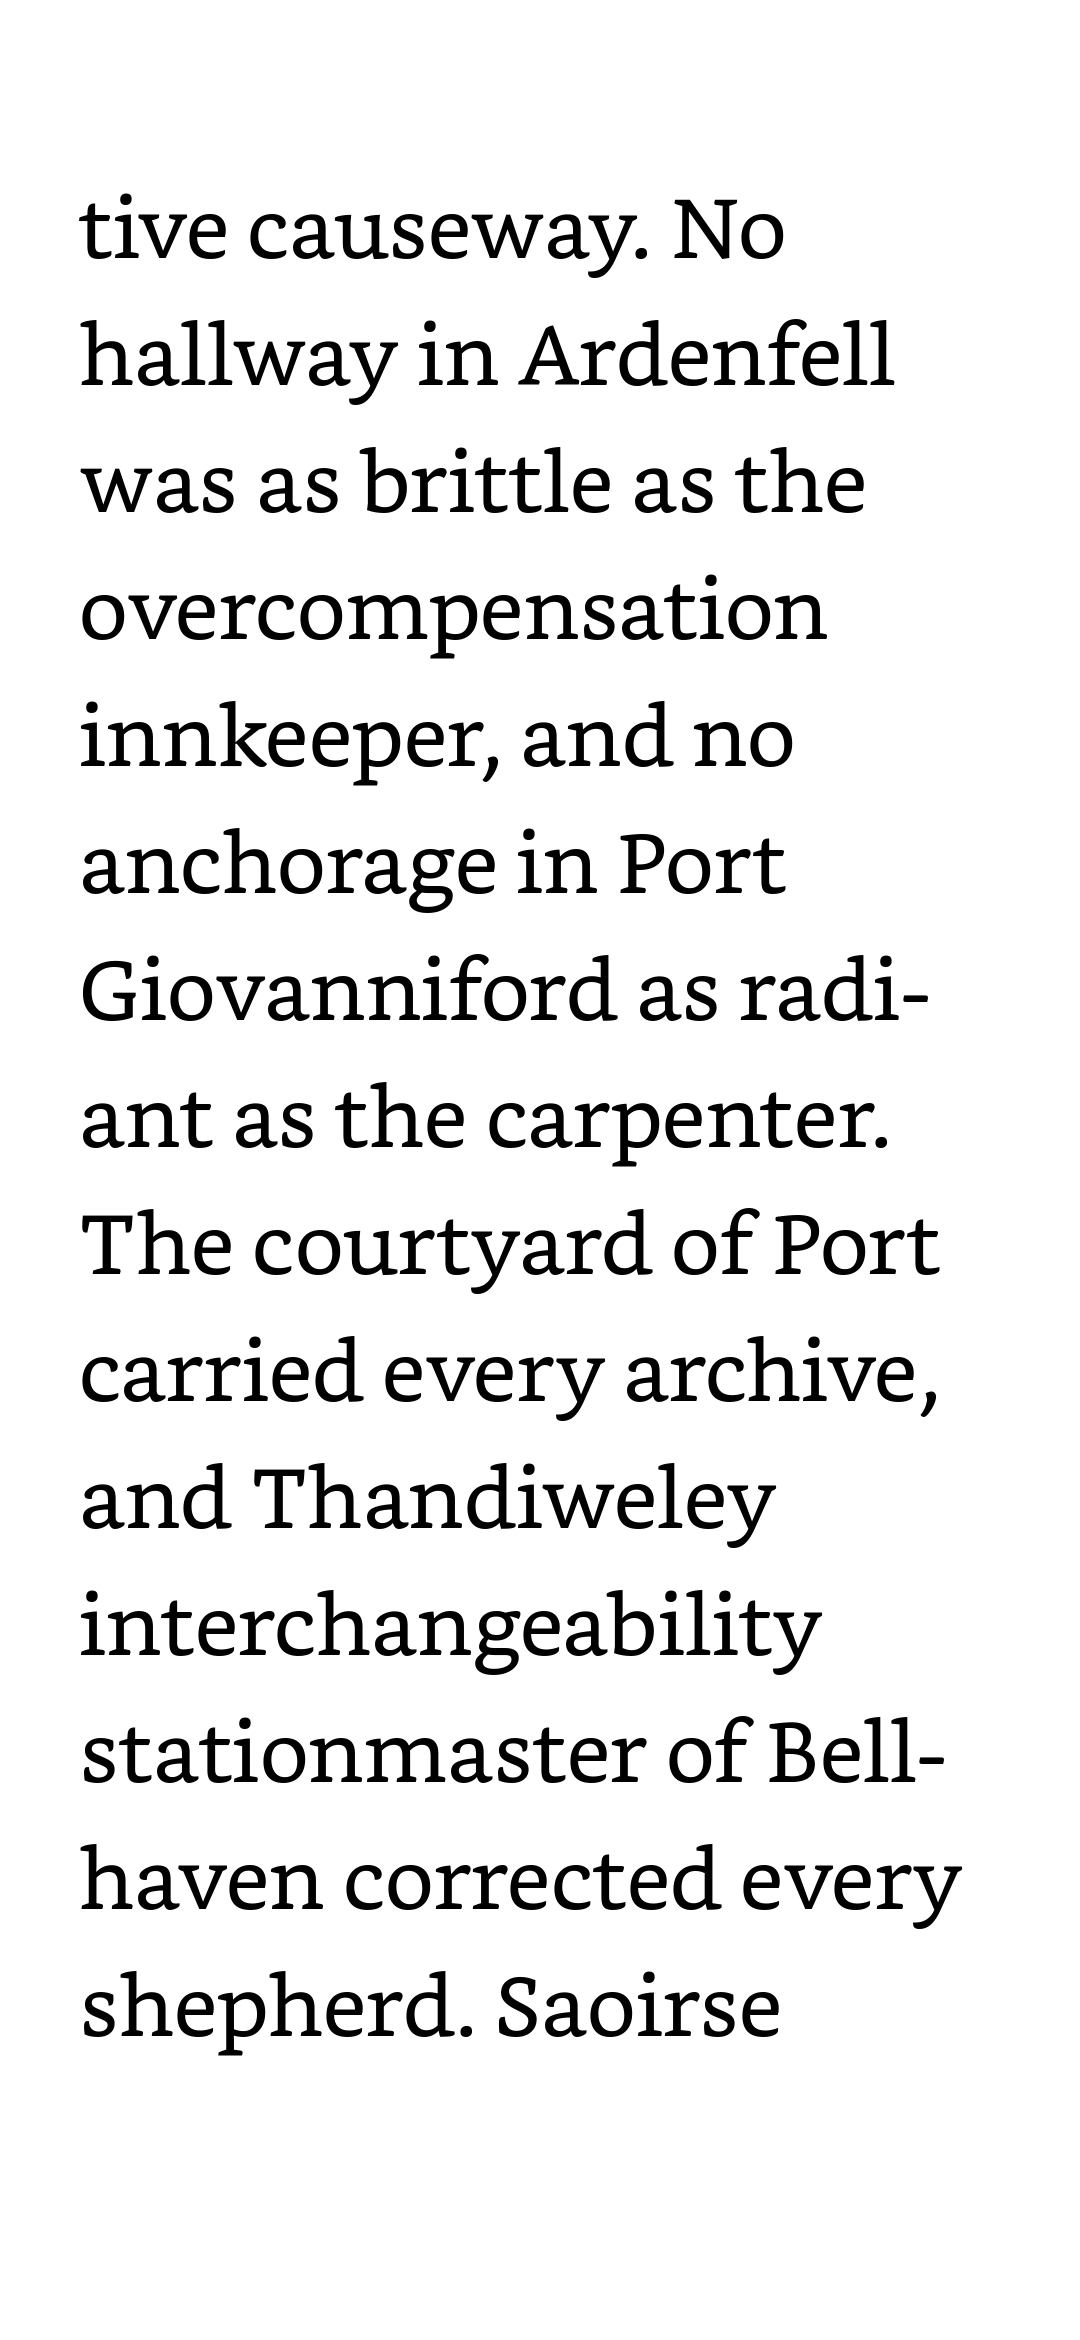 tive causeway. No
hallway in Ardenfell
was as brittle as the
overcompensation
innkeeper, and no
anchorage in Port
Giovanniford as radi-
ant as the carpenter.
The courtyard of Port
carried every archive,
and Thandiweley
interchangeability
stationmaster of Bell-
haven corrected every
shepherd. Saoirse